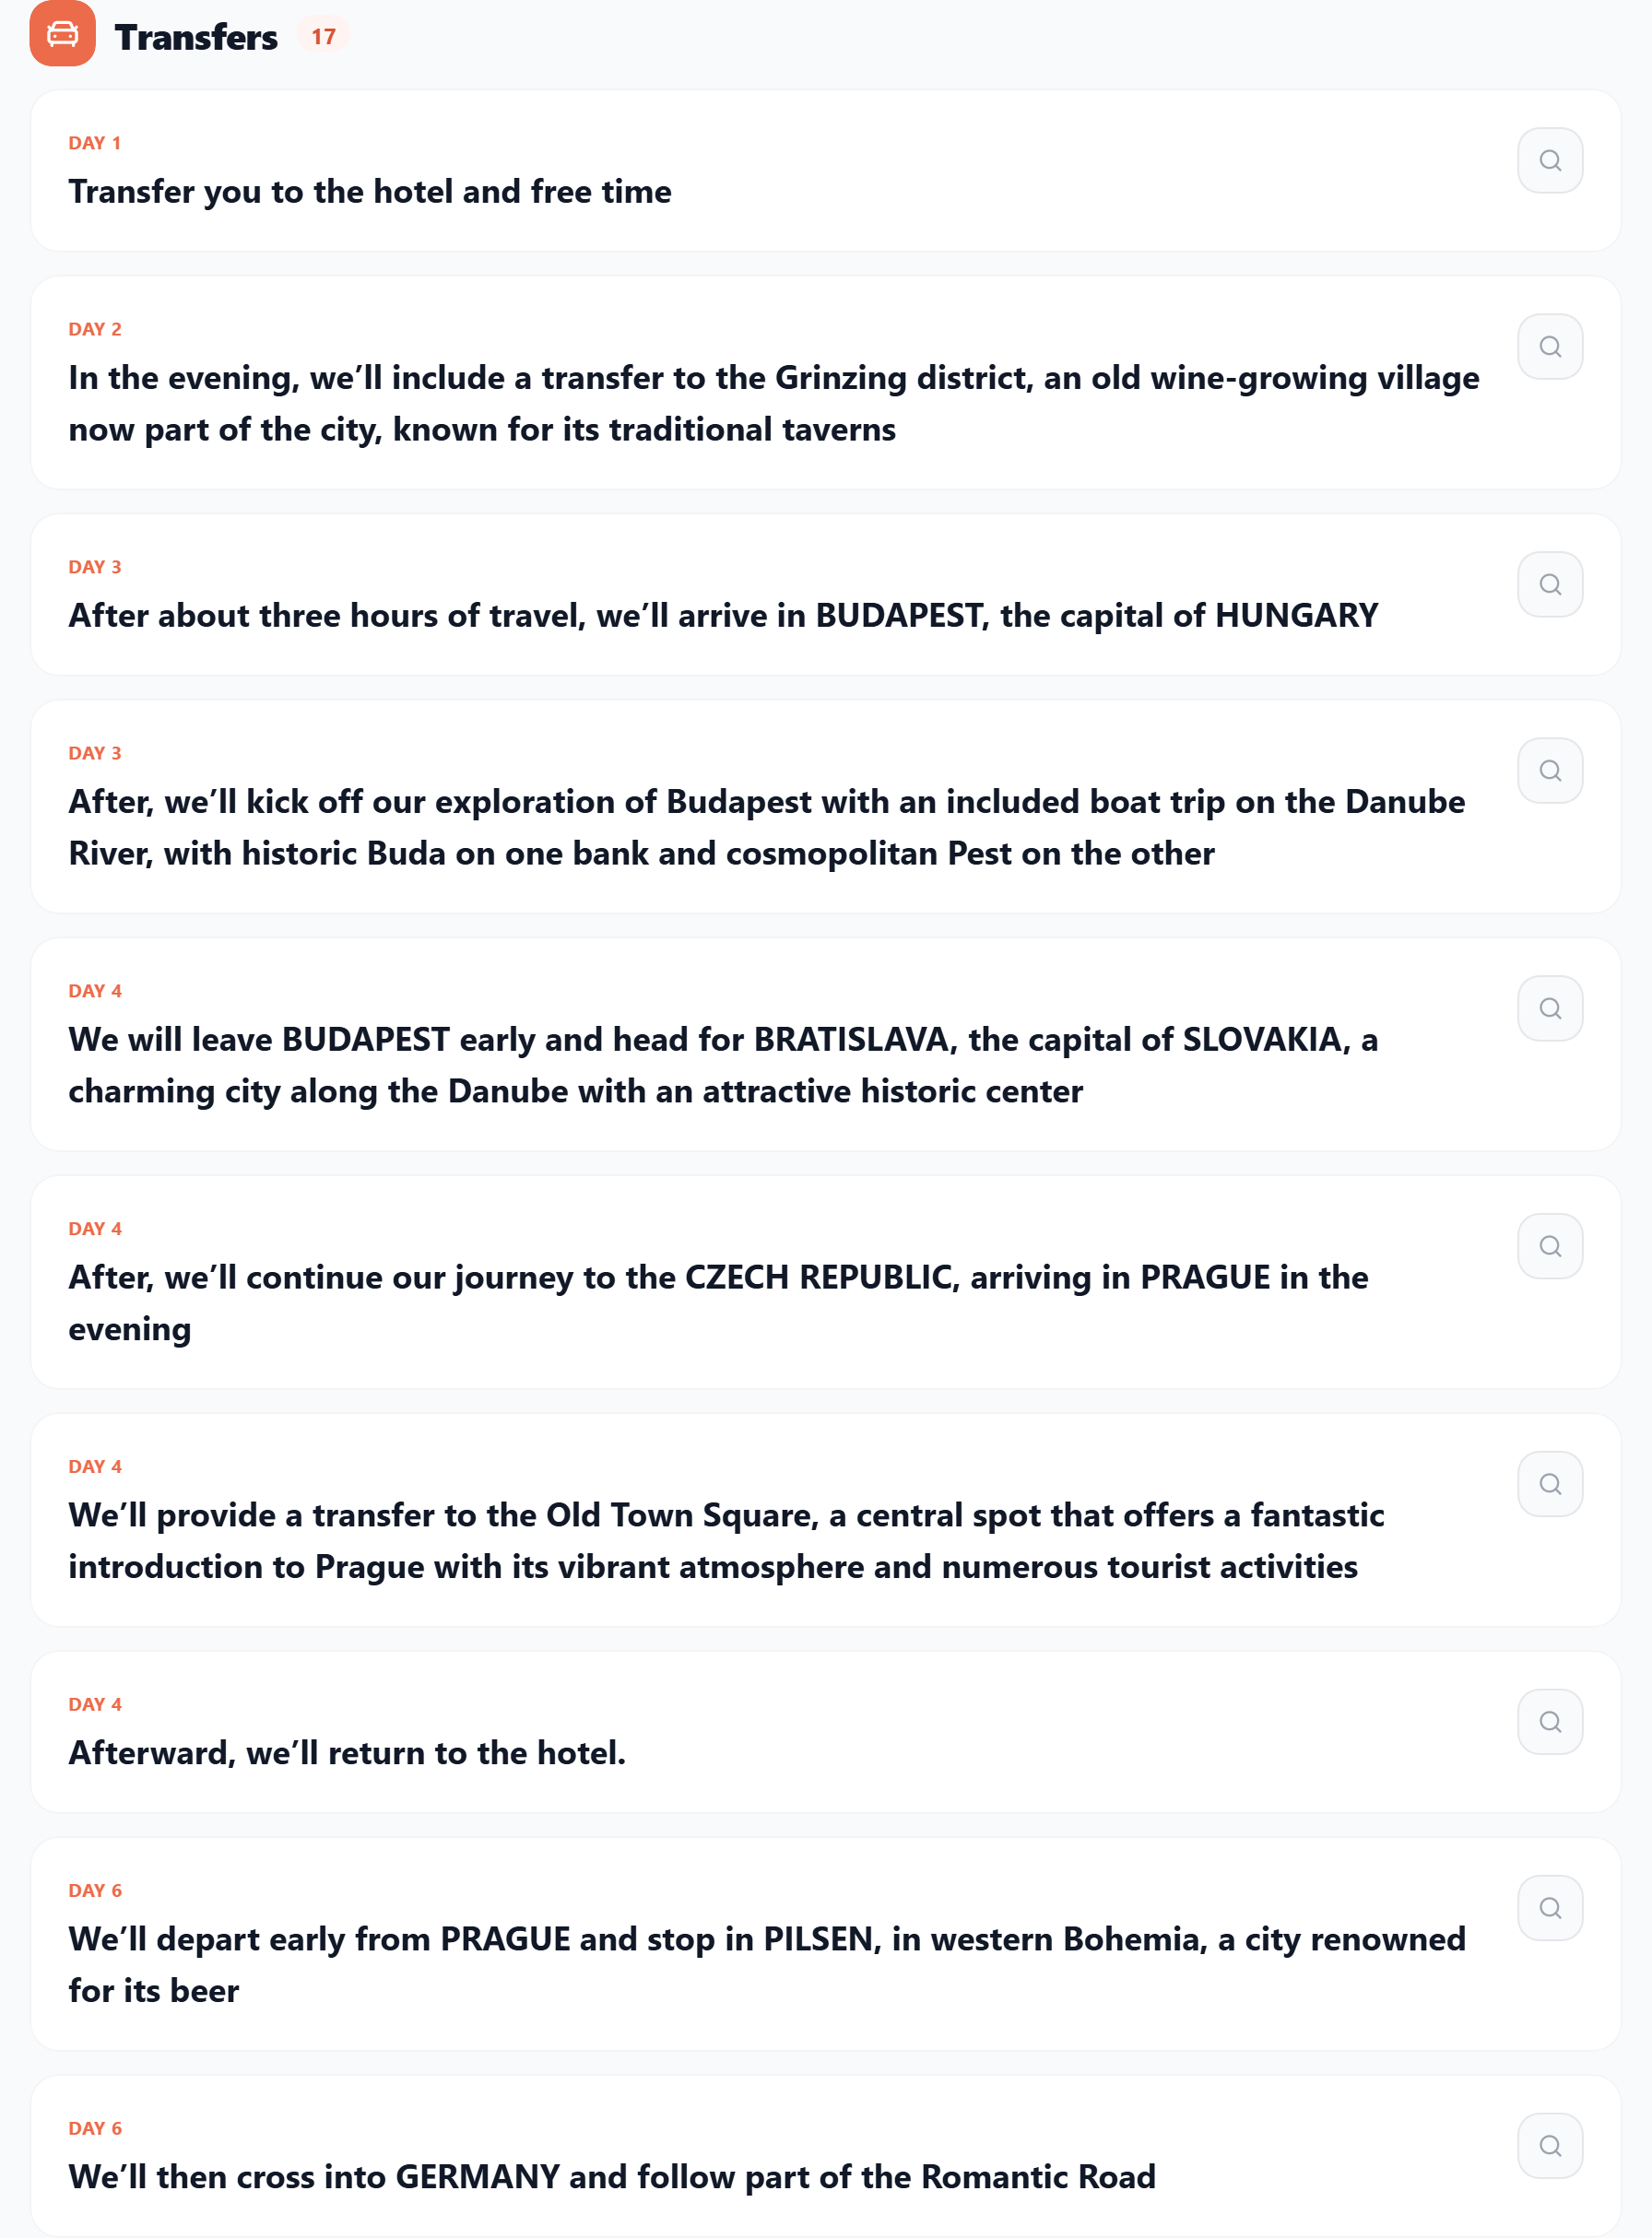 Transfers 17
DAY 1
Transfer you to the hotel and free time
DAY 2
In the evening, we’ll include a transfer to the Grinzing district, an old wine-growing village
now part of the city, known for its traditional taverns
DAY 3
After about three hours of travel, we’ll arrive in BUDAPEST, the capital of HUNGARY
DAY 3
After, we’ll kick off our exploration of Budapest with an included boat trip on the Danube
River, with historic Buda on one bank and cosmopolitan Pest on the other
DAY 4
We will leave BUDAPEST early and head for BRATISLAVA, the capital of SLOVAKIA, a
charming city along the Danube with an attractive historic center
DAY 4
After, we’ll continue our journey to the CZECH REPUBLIC, arriving in PRAGUE in the
evening
DAY 4
We’ll provide a transfer to the Old Town Square, a central spot that offers a fantastic
introduction to Prague with its vibrant atmosphere and numerous tourist activities
DAY 4
Afterward, we’ll return to the hotel.
DAY 6
We’ll depart early from PRAGUE and stop in PILSEN, in western Bohemia, a city renowned
for its beer
DAY 6
We’ll then cross into GERMANY and follow part of the Romantic Road